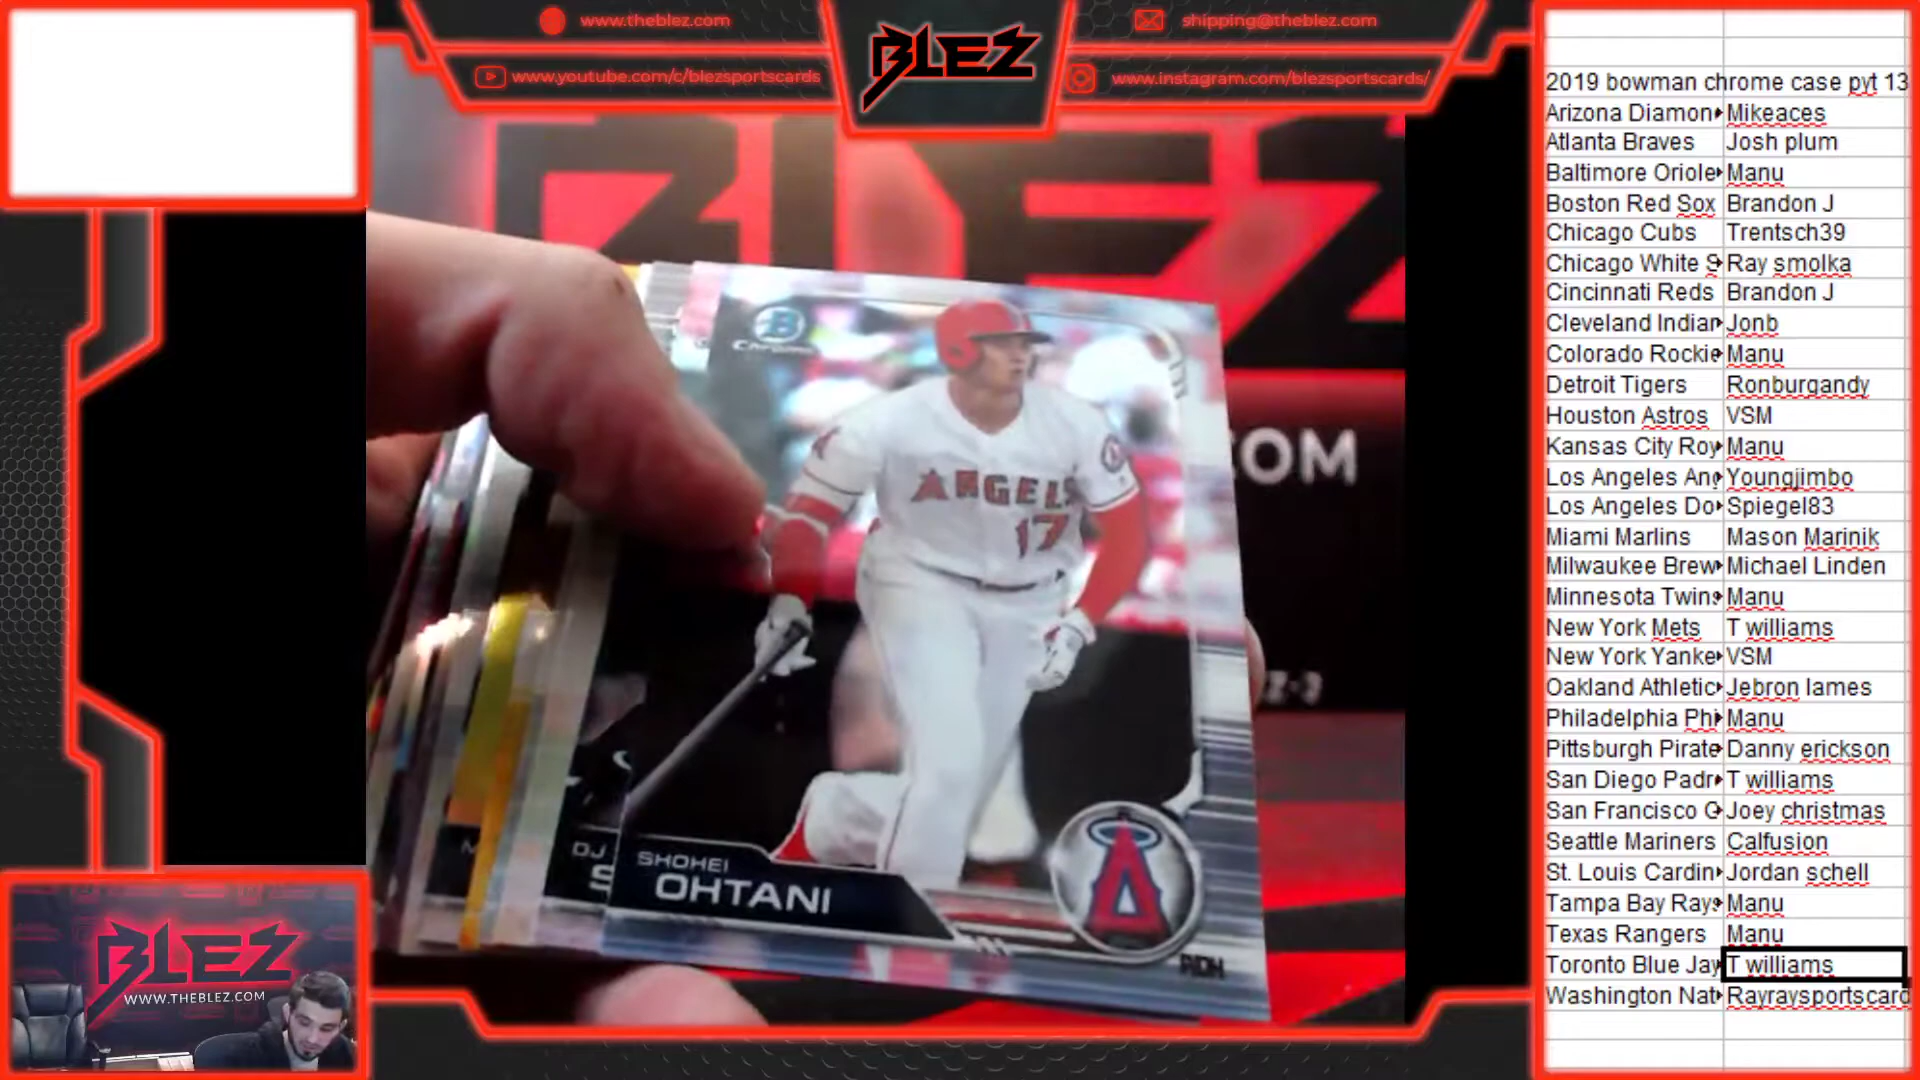 www.theblez.com
shipping@theblez.com
BLEZ
www.youtube.com/c/blezsportscards
www.instagram.com/blezsportscards/
2019 bowman chrome case pyt 13
Arizona Diamon Mikeaces
Atlanta Braves Josh plum
Baltimore Oriole Manu
Boston Red Sox Brandon J
Chicago Cubs Trentsch39
Chicago White S Ray smolka
Cincinnati Reds Brandon J
Cleveland Indian Jonb
Colorado Rockie Manu
Detroit Tigers Ronburgandy
Houston Astros VSM
Kansas City Roy Manu
Los Angeles Ang Youngjimbo
Los Angeles Do Spiegel83
Miami Marlins Mason Marinik
Milwaukee Brew Michael Linden
Minnesota Twins Manu
New York Mets T williams
New York Yanke VSM
Oakland Athletic Jebron lames
Philadelphia Phi Manu
Pittsburgh Pirate Danny erickson
San Diego Padr T williams
San Francisco G Joey christmas
Seattle Mariners Calfusion
St. Louis Cardin Jordan schell
Tampa Bay Rays Manu
Texas Rangers Manu
Toronto Blue Jay T williams
Washington Nat Rayraysportscard
B
Chrome
ANGELS
17
.COM
Z-3
DJ
S
SHOHEI
OHTANI
A
RDH
BLEZ
WWW.THEBLEZ.COM